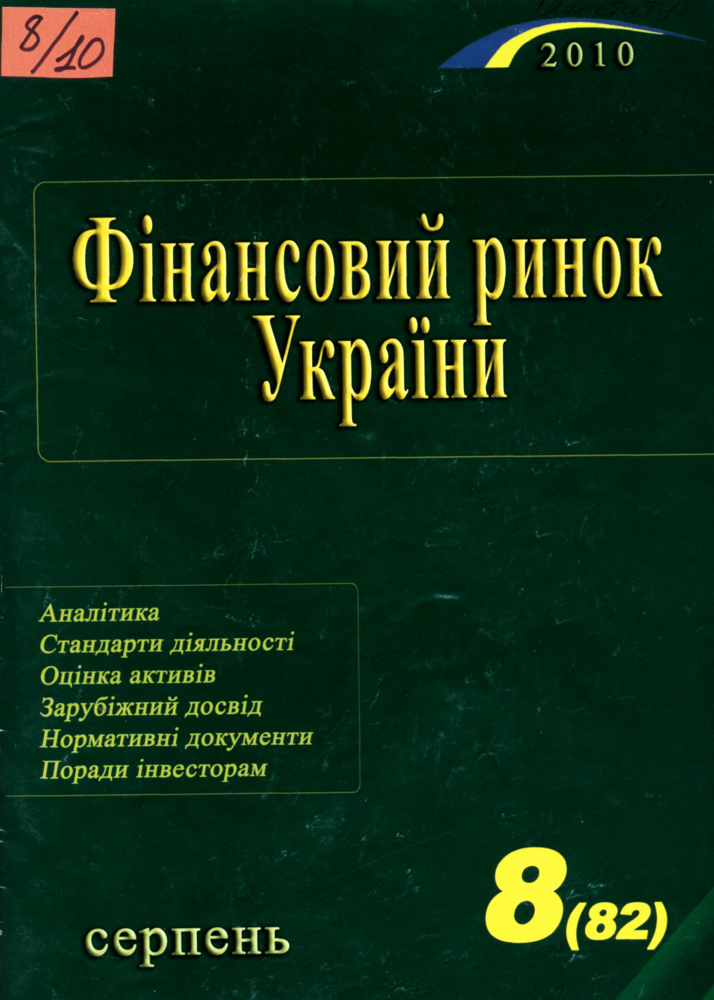 8/10
2010
Фінансовий ринок
України
Аналітика
Стандарти діяльності
Оцінка активів
Зарубіжний досвід
Нормативні документи
Поради інвесторам
8(82)
серпень